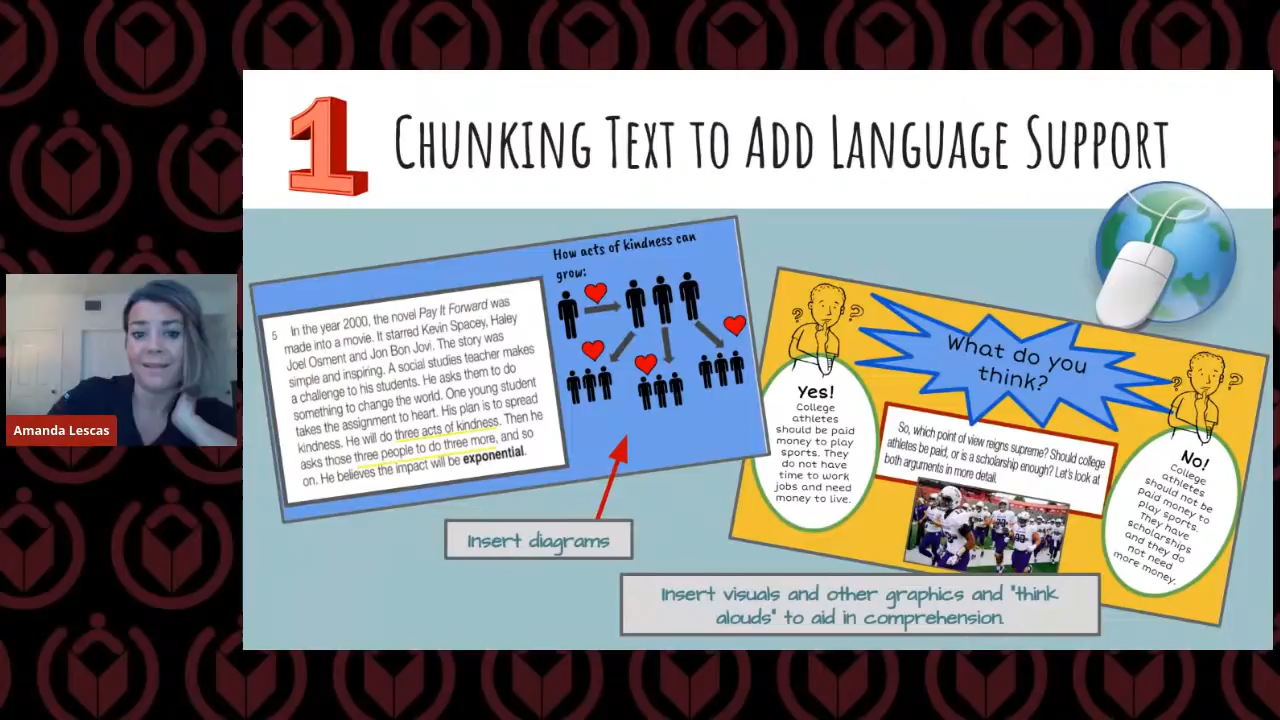 1 CHUNKING TEXT TO ADD LANGUAGE SUPPORT
How acts of kindness can
grow:
5 In the year 2000, the novel Pay It Forward was
made into a movie. It starred Kevin Spacey, Haley
Joel Osment and Jon Bon Jovi. The story was
simple and inspiring. A social studies teacher makes
a challenge to his students. He asks them to do
something to change the world. One young student
takes the assignment to heart. His plan is to spread
kindness. He will do three acts of kindness. Then he
asks those three people to do three more, and so
on. He believes the impact will be exponential.
Insert diagrams
What do you
think?
? ?
Yes!
College
athletes
should be paid
money to play
sports. They
do not have
time to work
jobs and need
money to live.
So, which point of view reigns supreme? Should college
athletes be paid, or is a scholarship enough? Let's look at
both arguments in more detail.
? ?
No!
College
athletes
should not be
paid money to
play sports.
They have
scholarships
and they do
not need
more money.
Insert visuals and other graphics and "think
alouds" to aid in comprehension.
Amanda Lescas